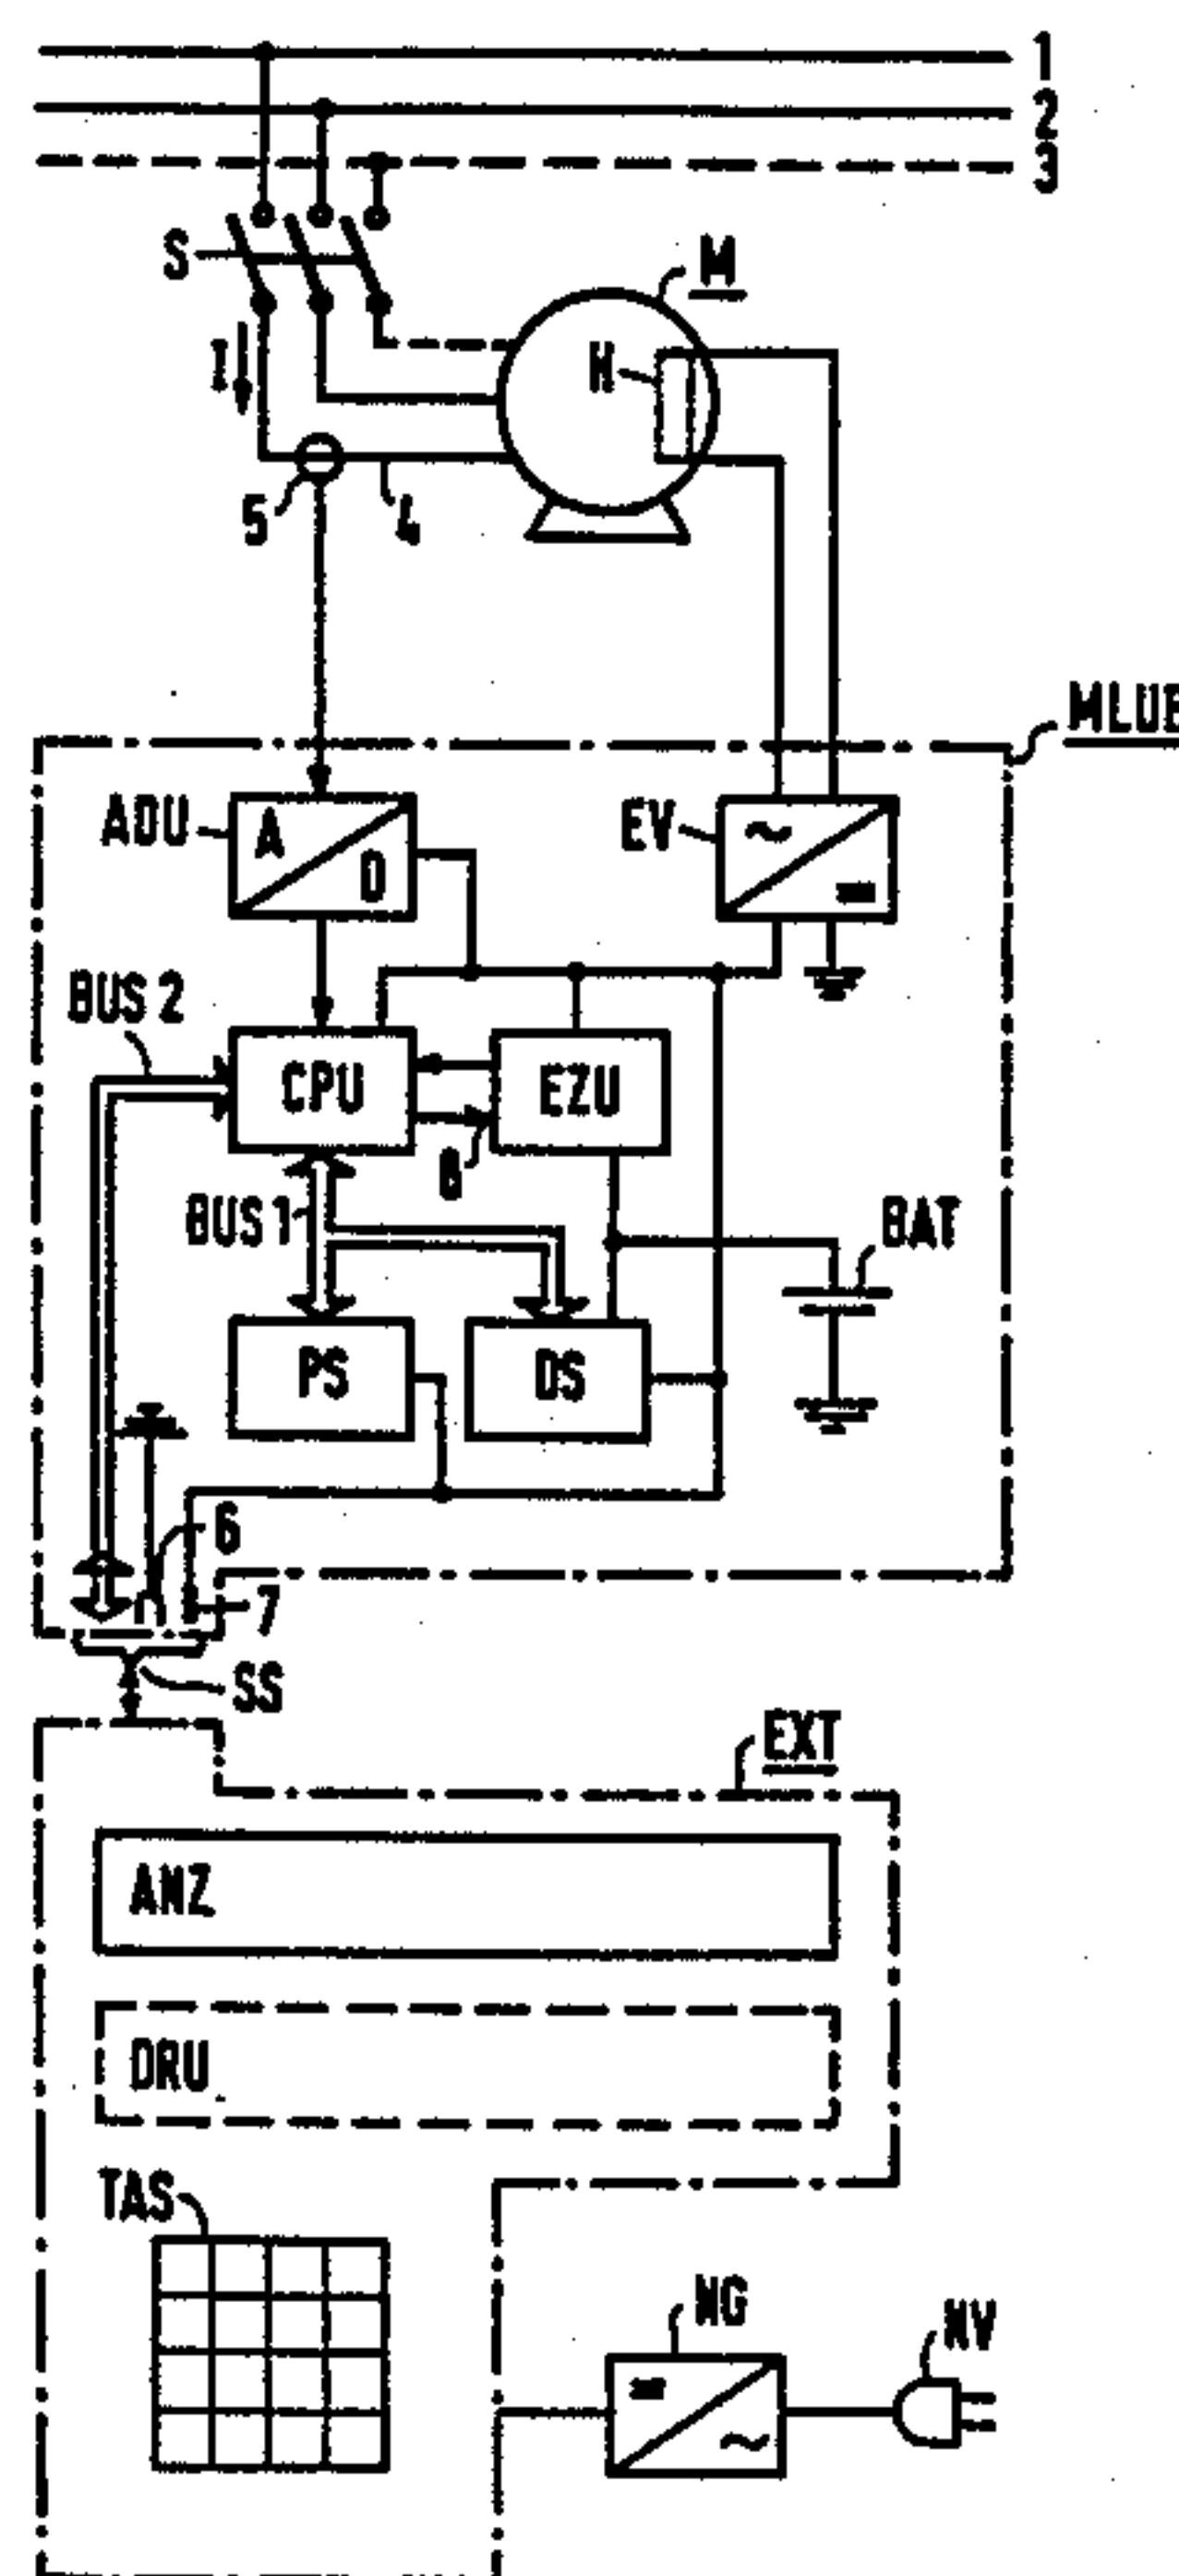 1
2
3
S
M
I
H
5
4
MLUE
ADU
A
D
EV
~
=
BUS 2
CPU
EZU
BUS 1
BAT
PS
DS
6
7
SS
EXT
ANZ
DRU
TAS
NG
NV
=
~